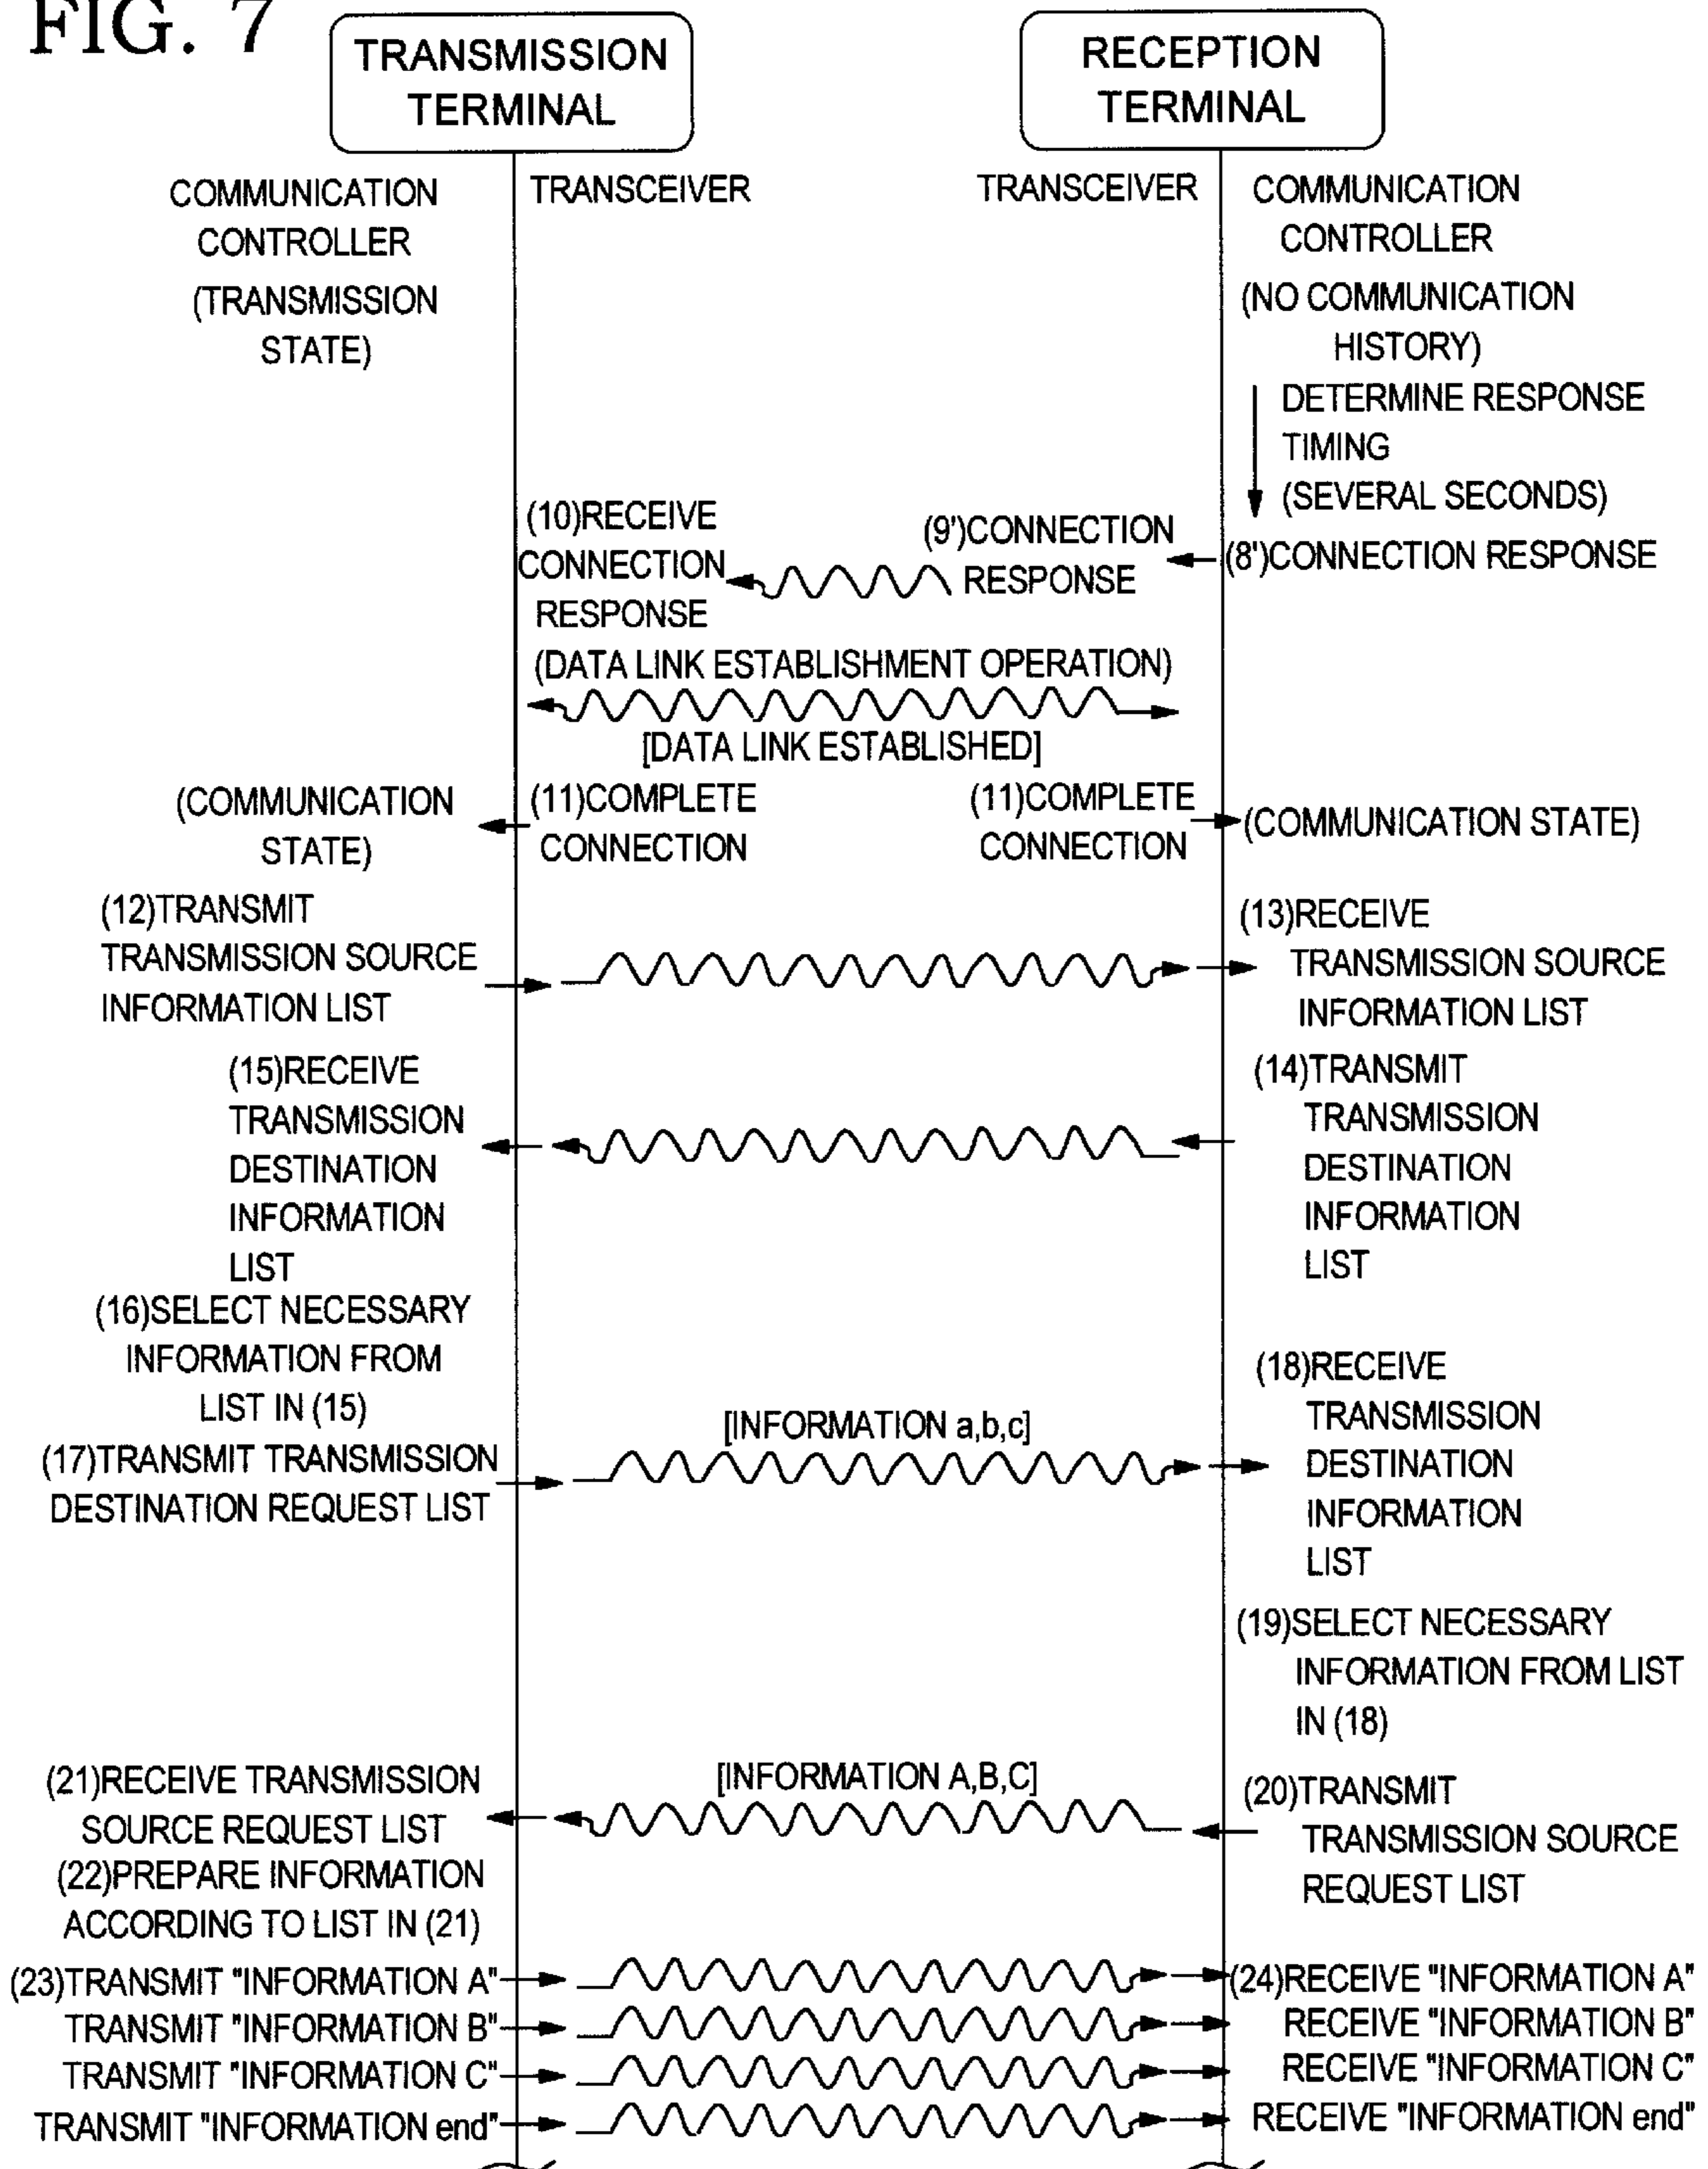 FIG. 7
TRANSMISSION
TERMINAL
RECEPTION
TERMINAL
COMMUNICATION
CONTROLLER
TRANSCEIVER
TRANSCEIVER
COMMUNICATION
CONTROLLER
(TRANSMISSION
STATE)
(NO COMMUNICATION
HISTORY)
DETERMINE RESPONSE
TIMING
(SEVERAL SECONDS)
(8')CONNECTION RESPONSE
(9')CONNECTION
RESPONSE
(10)RECEIVE
CONNECTION
RESPONSE
(DATA LINK ESTABLISHMENT OPERATION)
[DATA LINK ESTABLISHED]
(COMMUNICATION
STATE)
(11)COMPLETE
CONNECTION
(11)COMPLETE
CONNECTION
(COMMUNICATION STATE)
(12)TRANSMIT
TRANSMISSION SOURCE
INFORMATION LIST
(13)RECEIVE
TRANSMISSION SOURCE
INFORMATION LIST
(15)RECEIVE
TRANSMISSION
DESTINATION
INFORMATION
LIST
(14)TRANSMIT
TRANSMISSION
DESTINATION
INFORMATION
LIST
(16)SELECT NECESSARY
INFORMATION FROM
LIST IN (15)
(17)TRANSMIT TRANSMISSION
DESTINATION REQUEST LIST
[INFORMATION a,b,c]
(18)RECEIVE
TRANSMISSION
DESTINATION
INFORMATION
LIST
(19)SELECT NECESSARY
INFORMATION FROM LIST
IN (18)
(21)RECEIVE TRANSMISSION
SOURCE REQUEST LIST
[INFORMATION A,B,C]
(20)TRANSMIT
TRANSMISSION SOURCE
REQUEST LIST
(22)PREPARE INFORMATION
ACCORDING TO LIST IN (21)
(23)TRANSMIT "INFORMATION A"
(24)RECEIVE "INFORMATION A"
TRANSMIT "INFORMATION B"
RECEIVE "INFORMATION B"
TRANSMIT "INFORMATION C"
RECEIVE "INFORMATION C"
TRANSMIT "INFORMATION end"
RECEIVE "INFORMATION end"